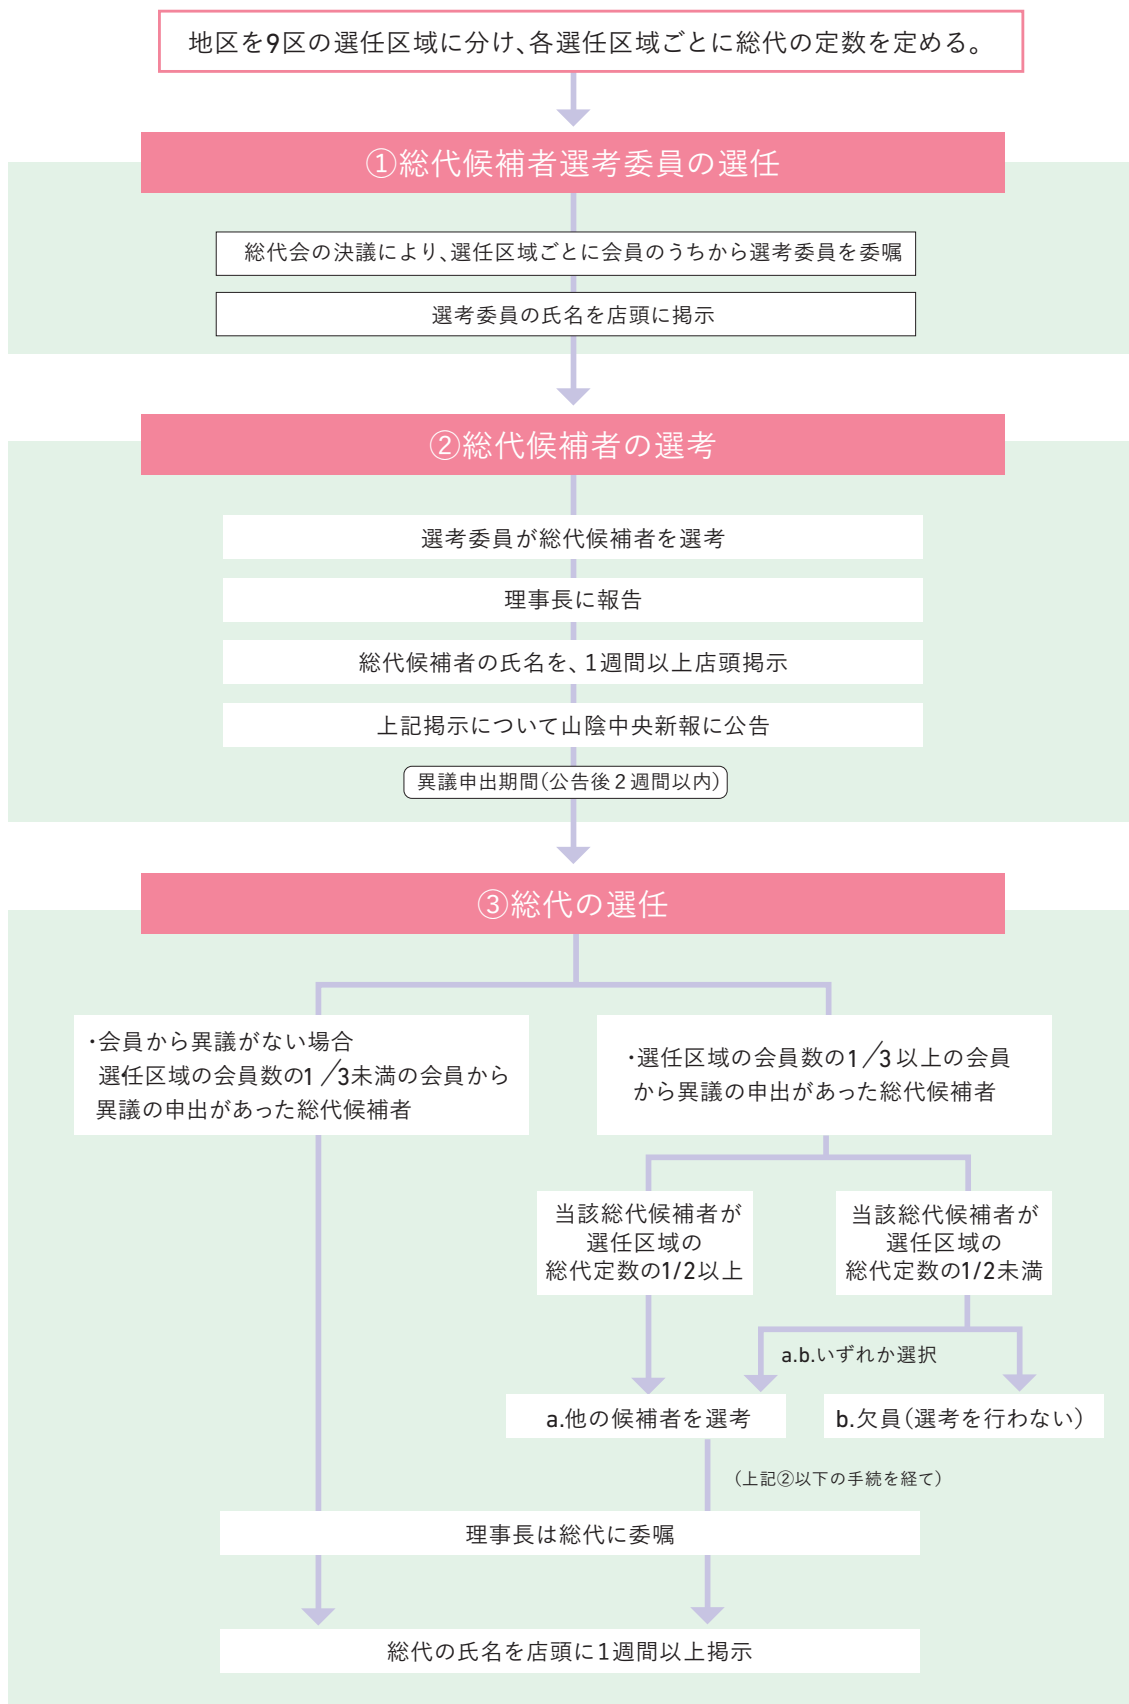 地区を9区の選任区域に分け、各選任区域ごとに総代の定数を定める。
①総代候補者選考委員の選任
総代会の決議により、選任区域ごとに会員のうちから選考委員を委嘱
選考委員の氏名を店頭に掲示
②総代候補者の選考
選考委員が総代候補者を選考
理事長に報告
総代候補者の氏名を、1週間以上店頭掲示
上記掲示について山陰中央新報に公告
異議申出期間(公告後2週間以内)
③総代の選任
・会員から異議がない場合
選任区域の会員数の1/3未満の会員から
異議の申出があった総代候補者
・選任区域の会員数の1/3以上の会員
から異議の申出があった総代候補者
当該総代候補者が
選任区域の
総代定数の1/2以上
当該総代候補者が
選任区域の
総代定数の1/2未満
a.b.いずれか選択
a.他の候補者を選考
b.欠員(選考を行わない)
(上記②以下の手続を経て)
理事長は総代に委嘱
総代の氏名を店頭に1週間以上掲示